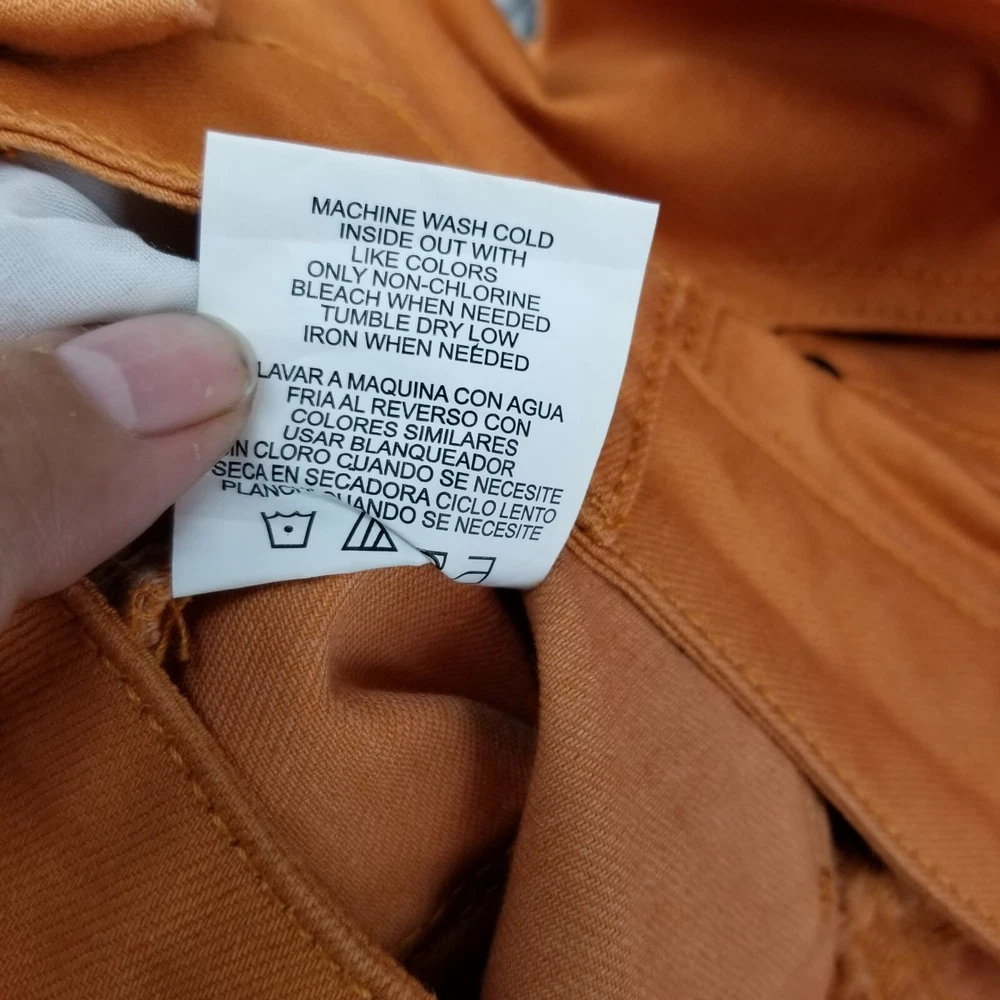 MACHINE WASH COLD
INSIDE OUT WITH
LIKE COLORS
ONLY NON-CHLORINE
BLEACH WHEN NEEDED
TUMBLE DRY LOW
IRON WHEN NEEDED
LAVAR A MAQUINA CON AGUA
FRIA AL REVERSO CON
COLORES SIMILARES
USAR BLANQUEADOR
CLORO CUANDO SE NECESITE
SECA EN SECADORA CICLO LENTO
CUANDO SE NECESITE